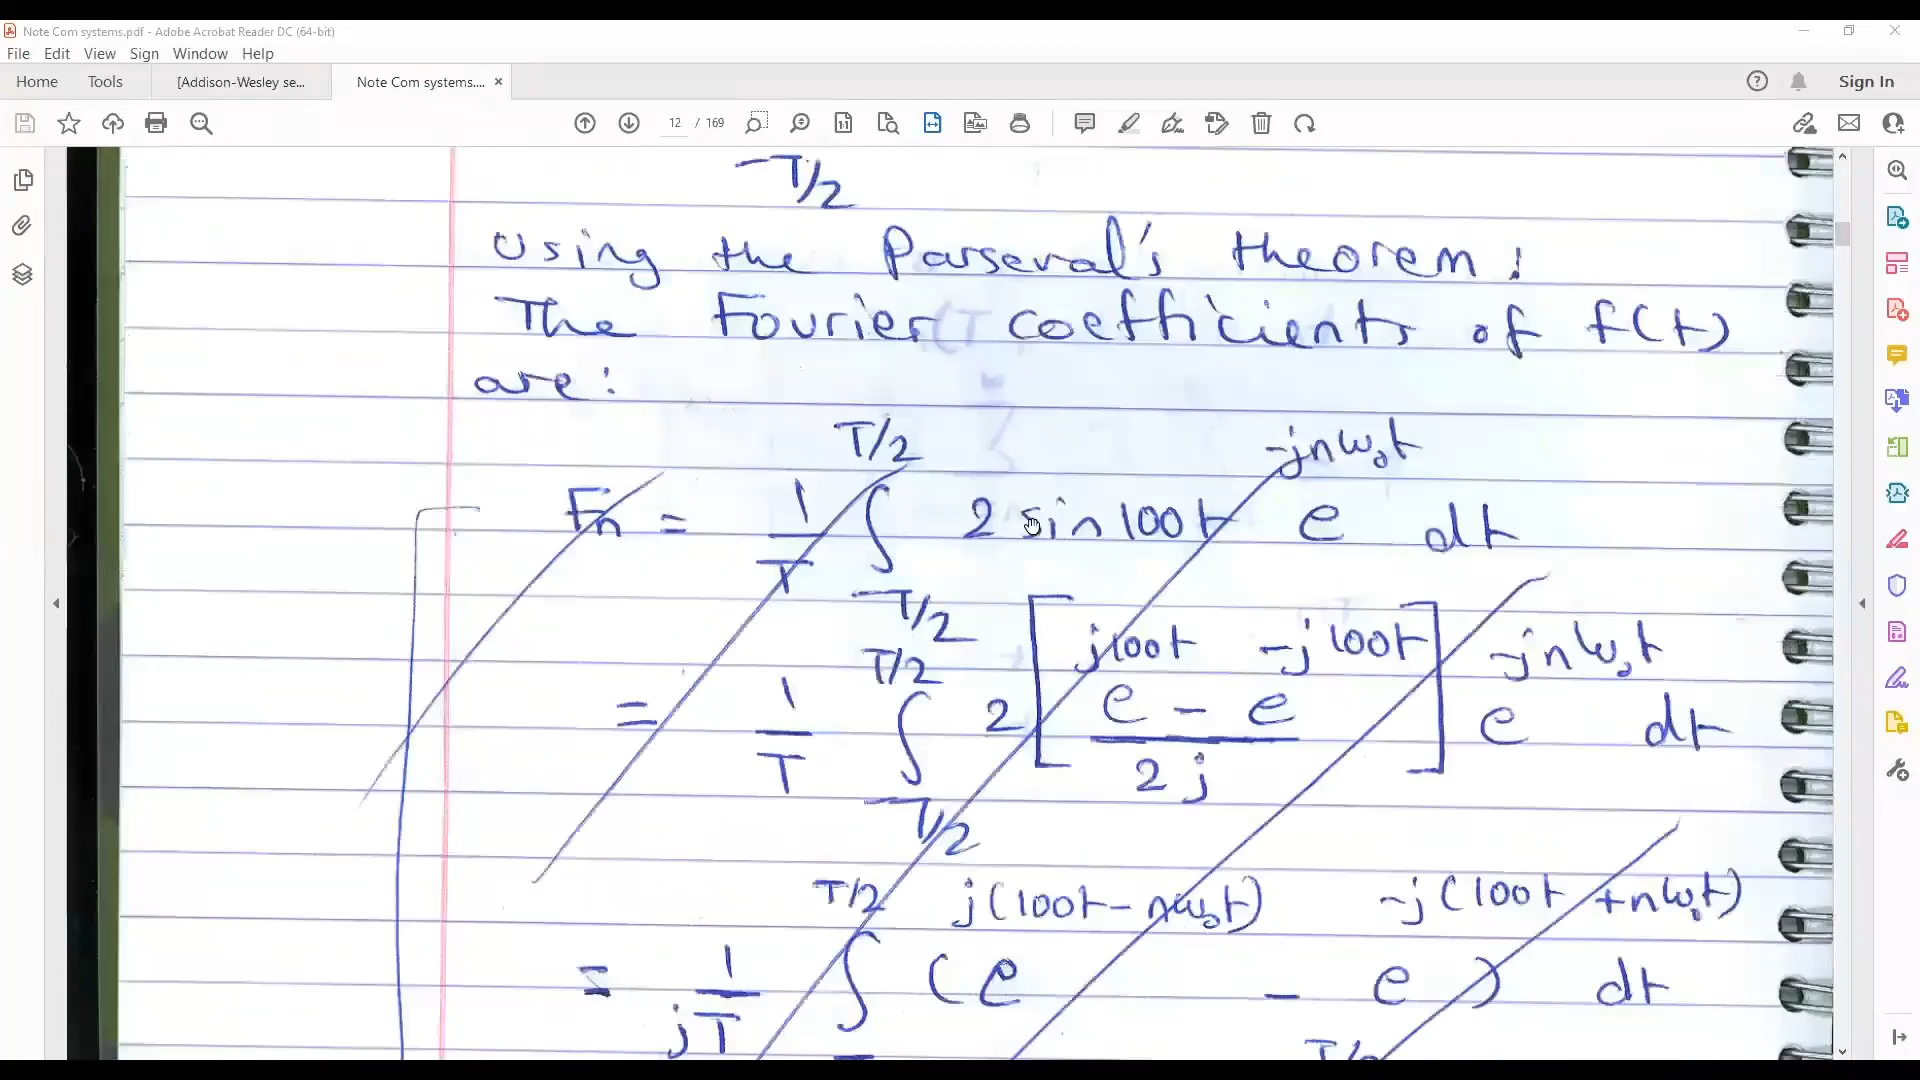 Note Com systems.pdf - Adobe Acrobat Reader DC (64-bit)
File Edit View Sign Window Help
Home Tools [Addison-Wesley se... Note Com systems.... × Sign In
12 / 169
-T/2
Using the Parseval's theorem:
The Fourier coefficients of f(t)
are:
Fn = 1/T ∫_{-T/2}^{T/2} 2 sin100t e^{-jnω₀t} dt
= 1/T ∫_{-T/2}^{T/2} 2 [ (e^{j100t} - e^{-j100t}) / 2j ] e^{-jnω₀t} dt
= 1/jT ∫^{T/2} (e^{j(100t-nω₀t)} - e^{-j(100t+nω₀t)}) dt